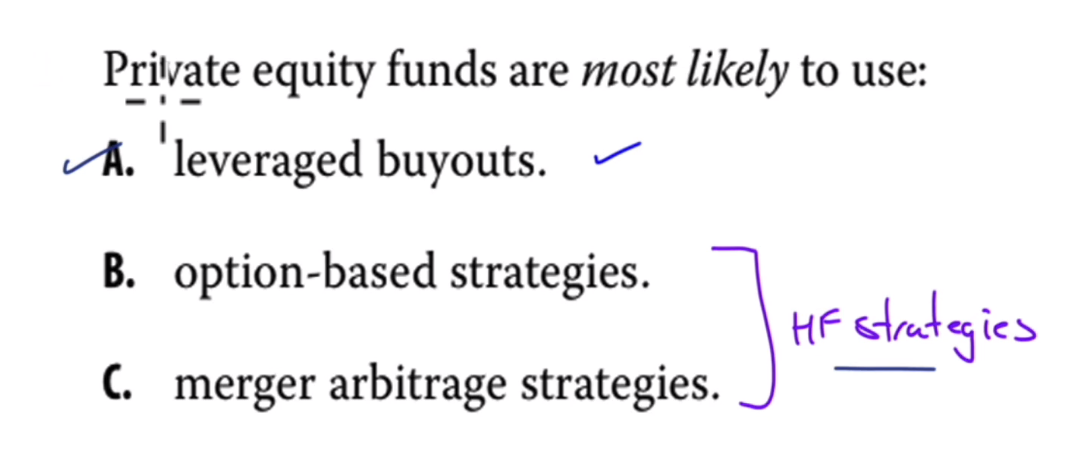 Private equity funds are most likely to use:
A. leveraged buyouts.
B. option-based strategies.
C. merger arbitrage strategies.
HF strategies